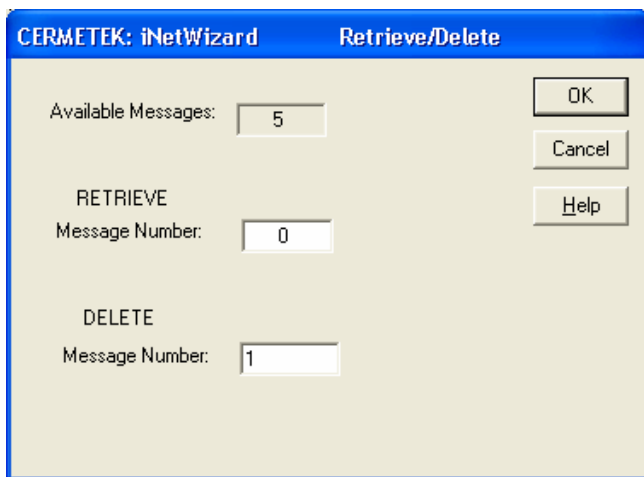 CERMETEK: iNetWizard Retrieve/Delete
Available Messages: 5
OK
Cancel
RETRIEVE
Help
Message Number: 0
DELETE
Message Number: 1